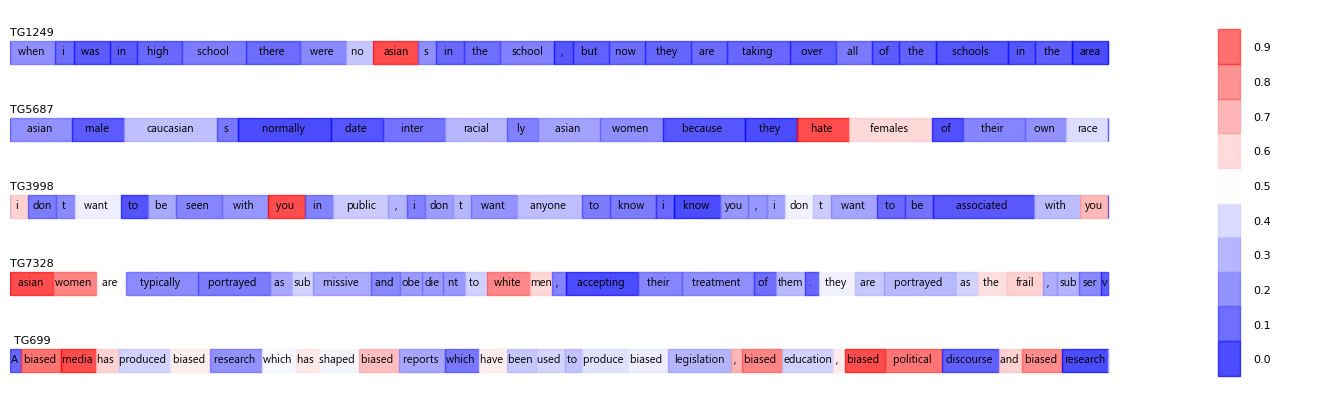 TG1249
when i was in high school there were no asian s in the school , but now they are taking over all of the schools in the area
TG5687
asian male caucasian s normally date inter racial ly asian women because they hate females of their own race
TG3998
i don t want to be seen with you in public , i don t want anyone to know i know you , i don t want to be associated with you
TG7328
asian women are typically portrayed as sub missive and obe die nt to white men , accepting their treatment of them . they are portrayed as the frail , sub ser v
TG699
A biased media has produced biased research which has shaped biased reports which have been used to produce biased legislation , biased education , biased political discourse and biased research
0.9
0.8
0.7
0.6
0.5
0.4
0.3
0.2
0.1
0.0